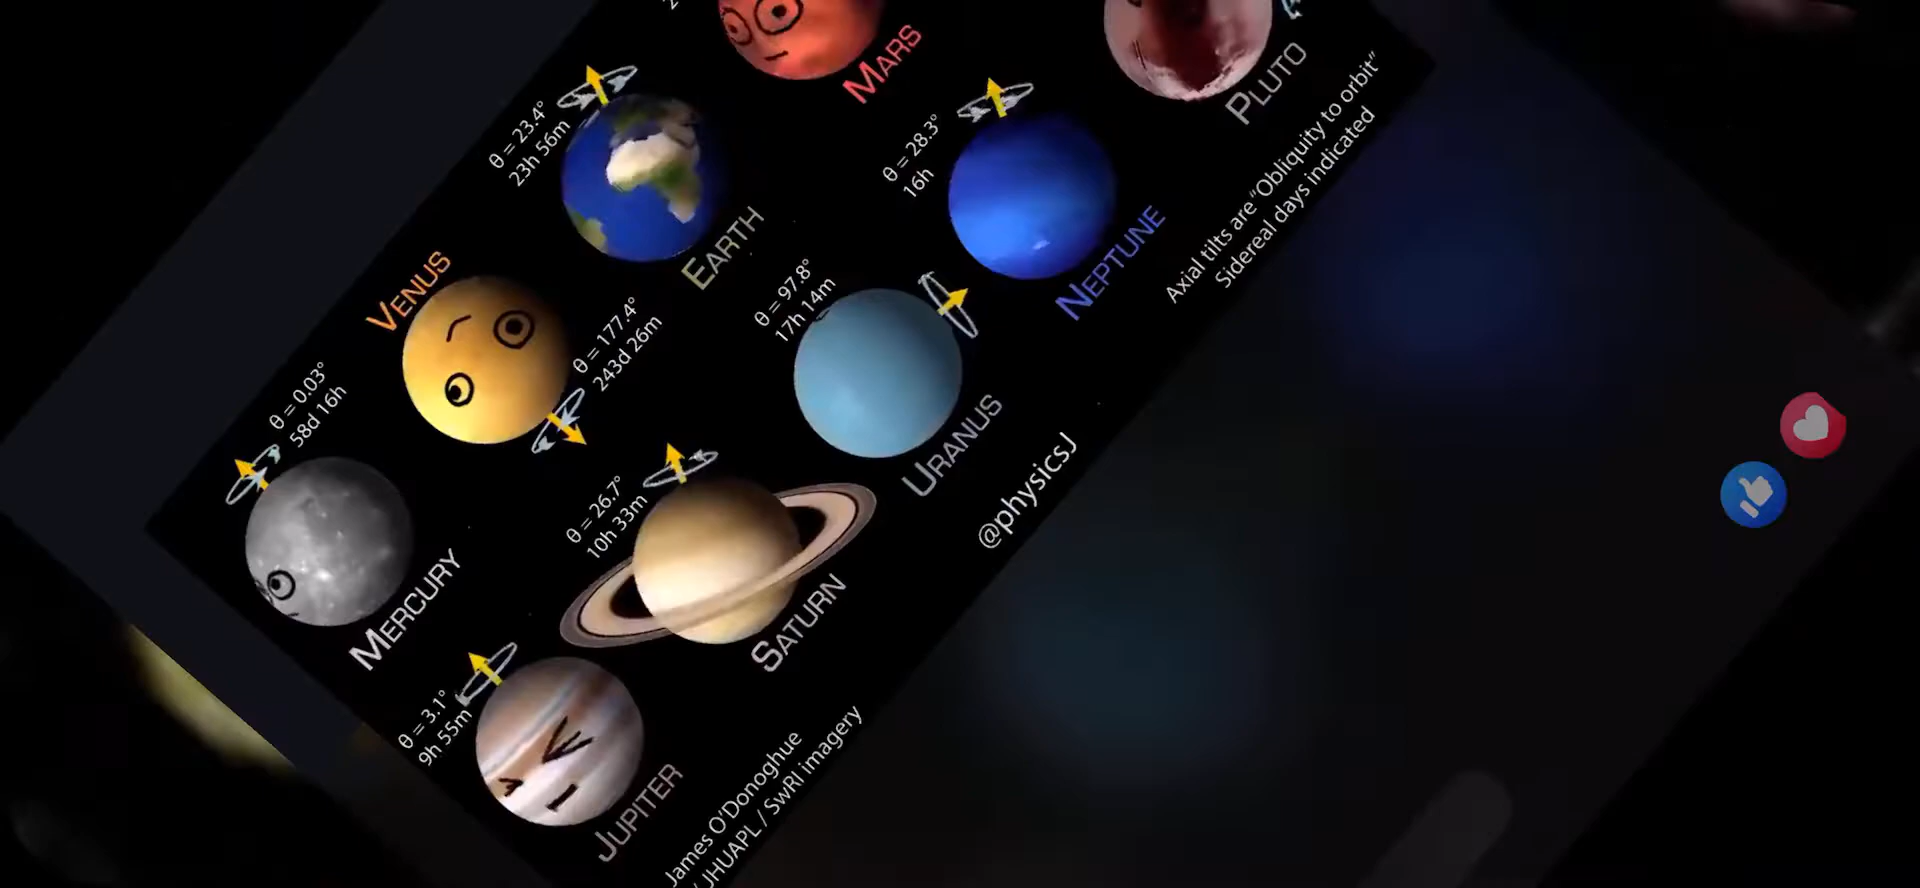 MARS
PLUTO
θ = 23.4°
23h 56m
EARTH
θ = 28.3°
16h
NEPTUNE
VENUS
θ = 177.4°
243d 26m
θ = 97.8°
17h 14m
URANUS
θ = 0.03°
58d 16h
MERCURY
θ = 26.7°
10h 33m
SATURN
θ = 3.1°
9h 55m
JUPITER
Axial tilts are "Obliquity to orbit"
Sidereal days indicated
@physicsJ
James O'Donoghue
/ JHUAPL / SwRI imagery